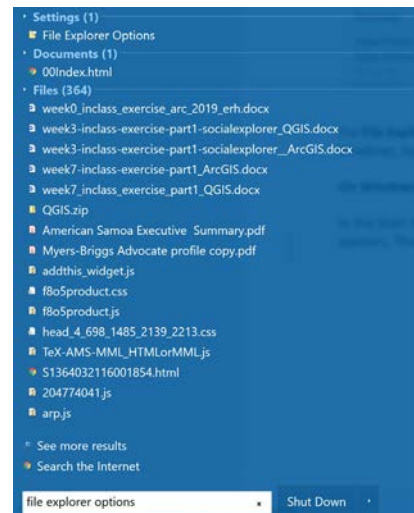 Settings (1)
File Explorer Options
Documents (1)
00Index.html
Files (364)
week0_inclass_exercise_arc_2019_erh.docx
week3-inclass-exercise-part1-socialexplorer_QGIS.docx
week3-inclass-exercise-part1-socialexplorer__ArcGIS.docx
week7-inclass-exercise-part1_ArcGIS.docx
week7_inclass_exercise_part1_QGIS.docx
QGIS.zip
American Samoa Executive Summary.pdf
Myers-Briggs Advocate profile copy.pdf
addthis_widget.js
f8o5product.css
f8o5product.js
head_4_698_1485_2139_2213.css
TeX-AMS-MML_HTMLorMML.js
S1364032116001854.html
204774041.js
arp.js
See more results
Search the Internet
file explorer options
Shut Down